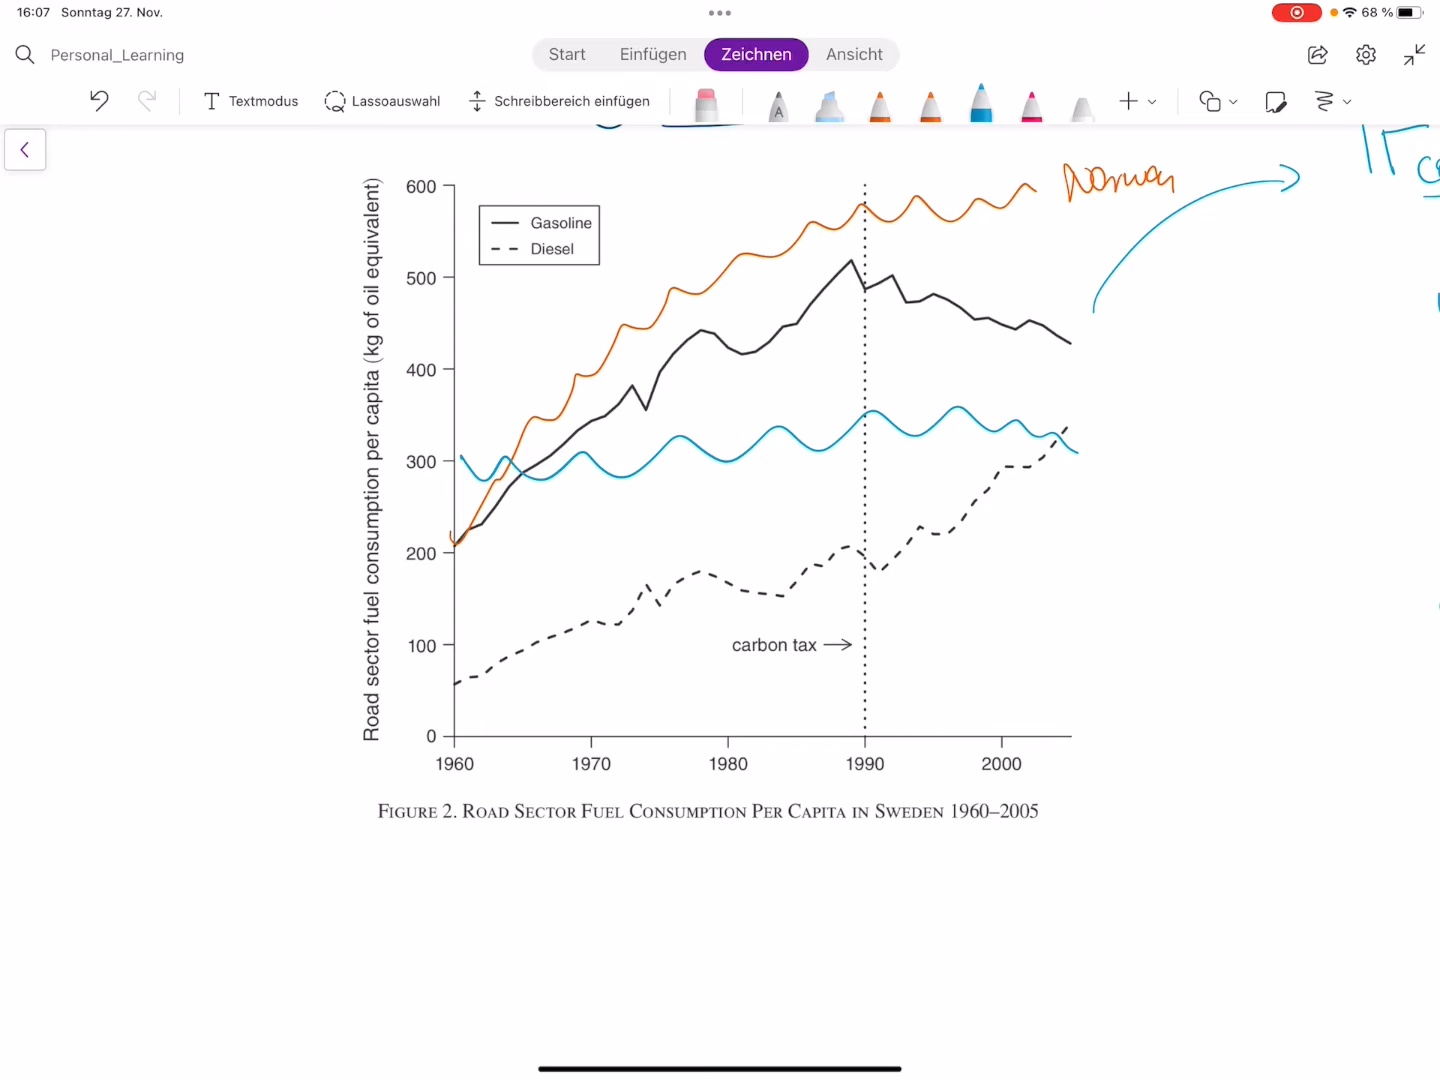 16:07 Sonntag 27. Nov.
68 %
Personal_Learning
Start Einfügen Zeichnen Ansicht
Textmodus Lassoauswahl Schreibbereich einfügen
A
Road sector fuel consumption per capita (kg of oil equivalent)
600
500
400
300
200
100
0
Gasoline
Diesel
carbon tax
1960 1970 1980 1990 2000
FIGURE 2. ROAD SECTOR FUEL CONSUMPTION PER CAPITA IN SWEDEN 1960–2005